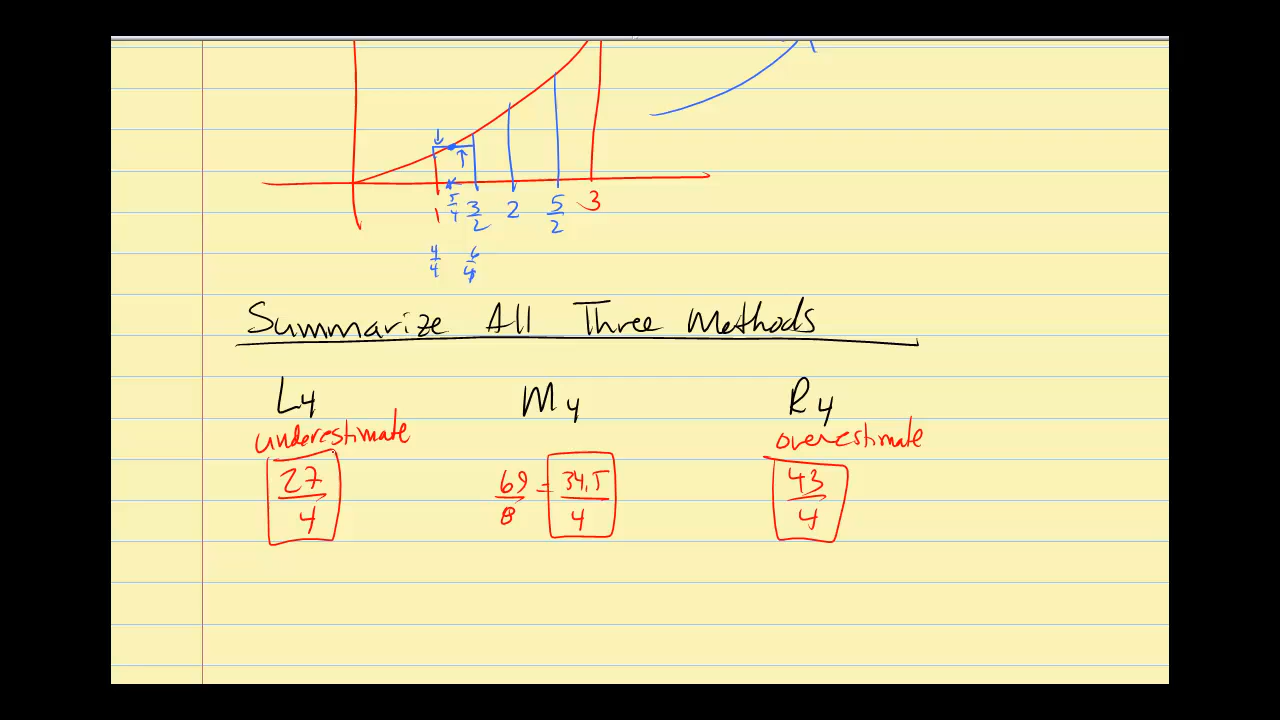 1 5/4 3/2 2 5/2 3
4/4 6/4
Summarize All Three Methods
L4 M4 R4
underestimate overestimate
27/4 69/8 = 34.5/4 43/4